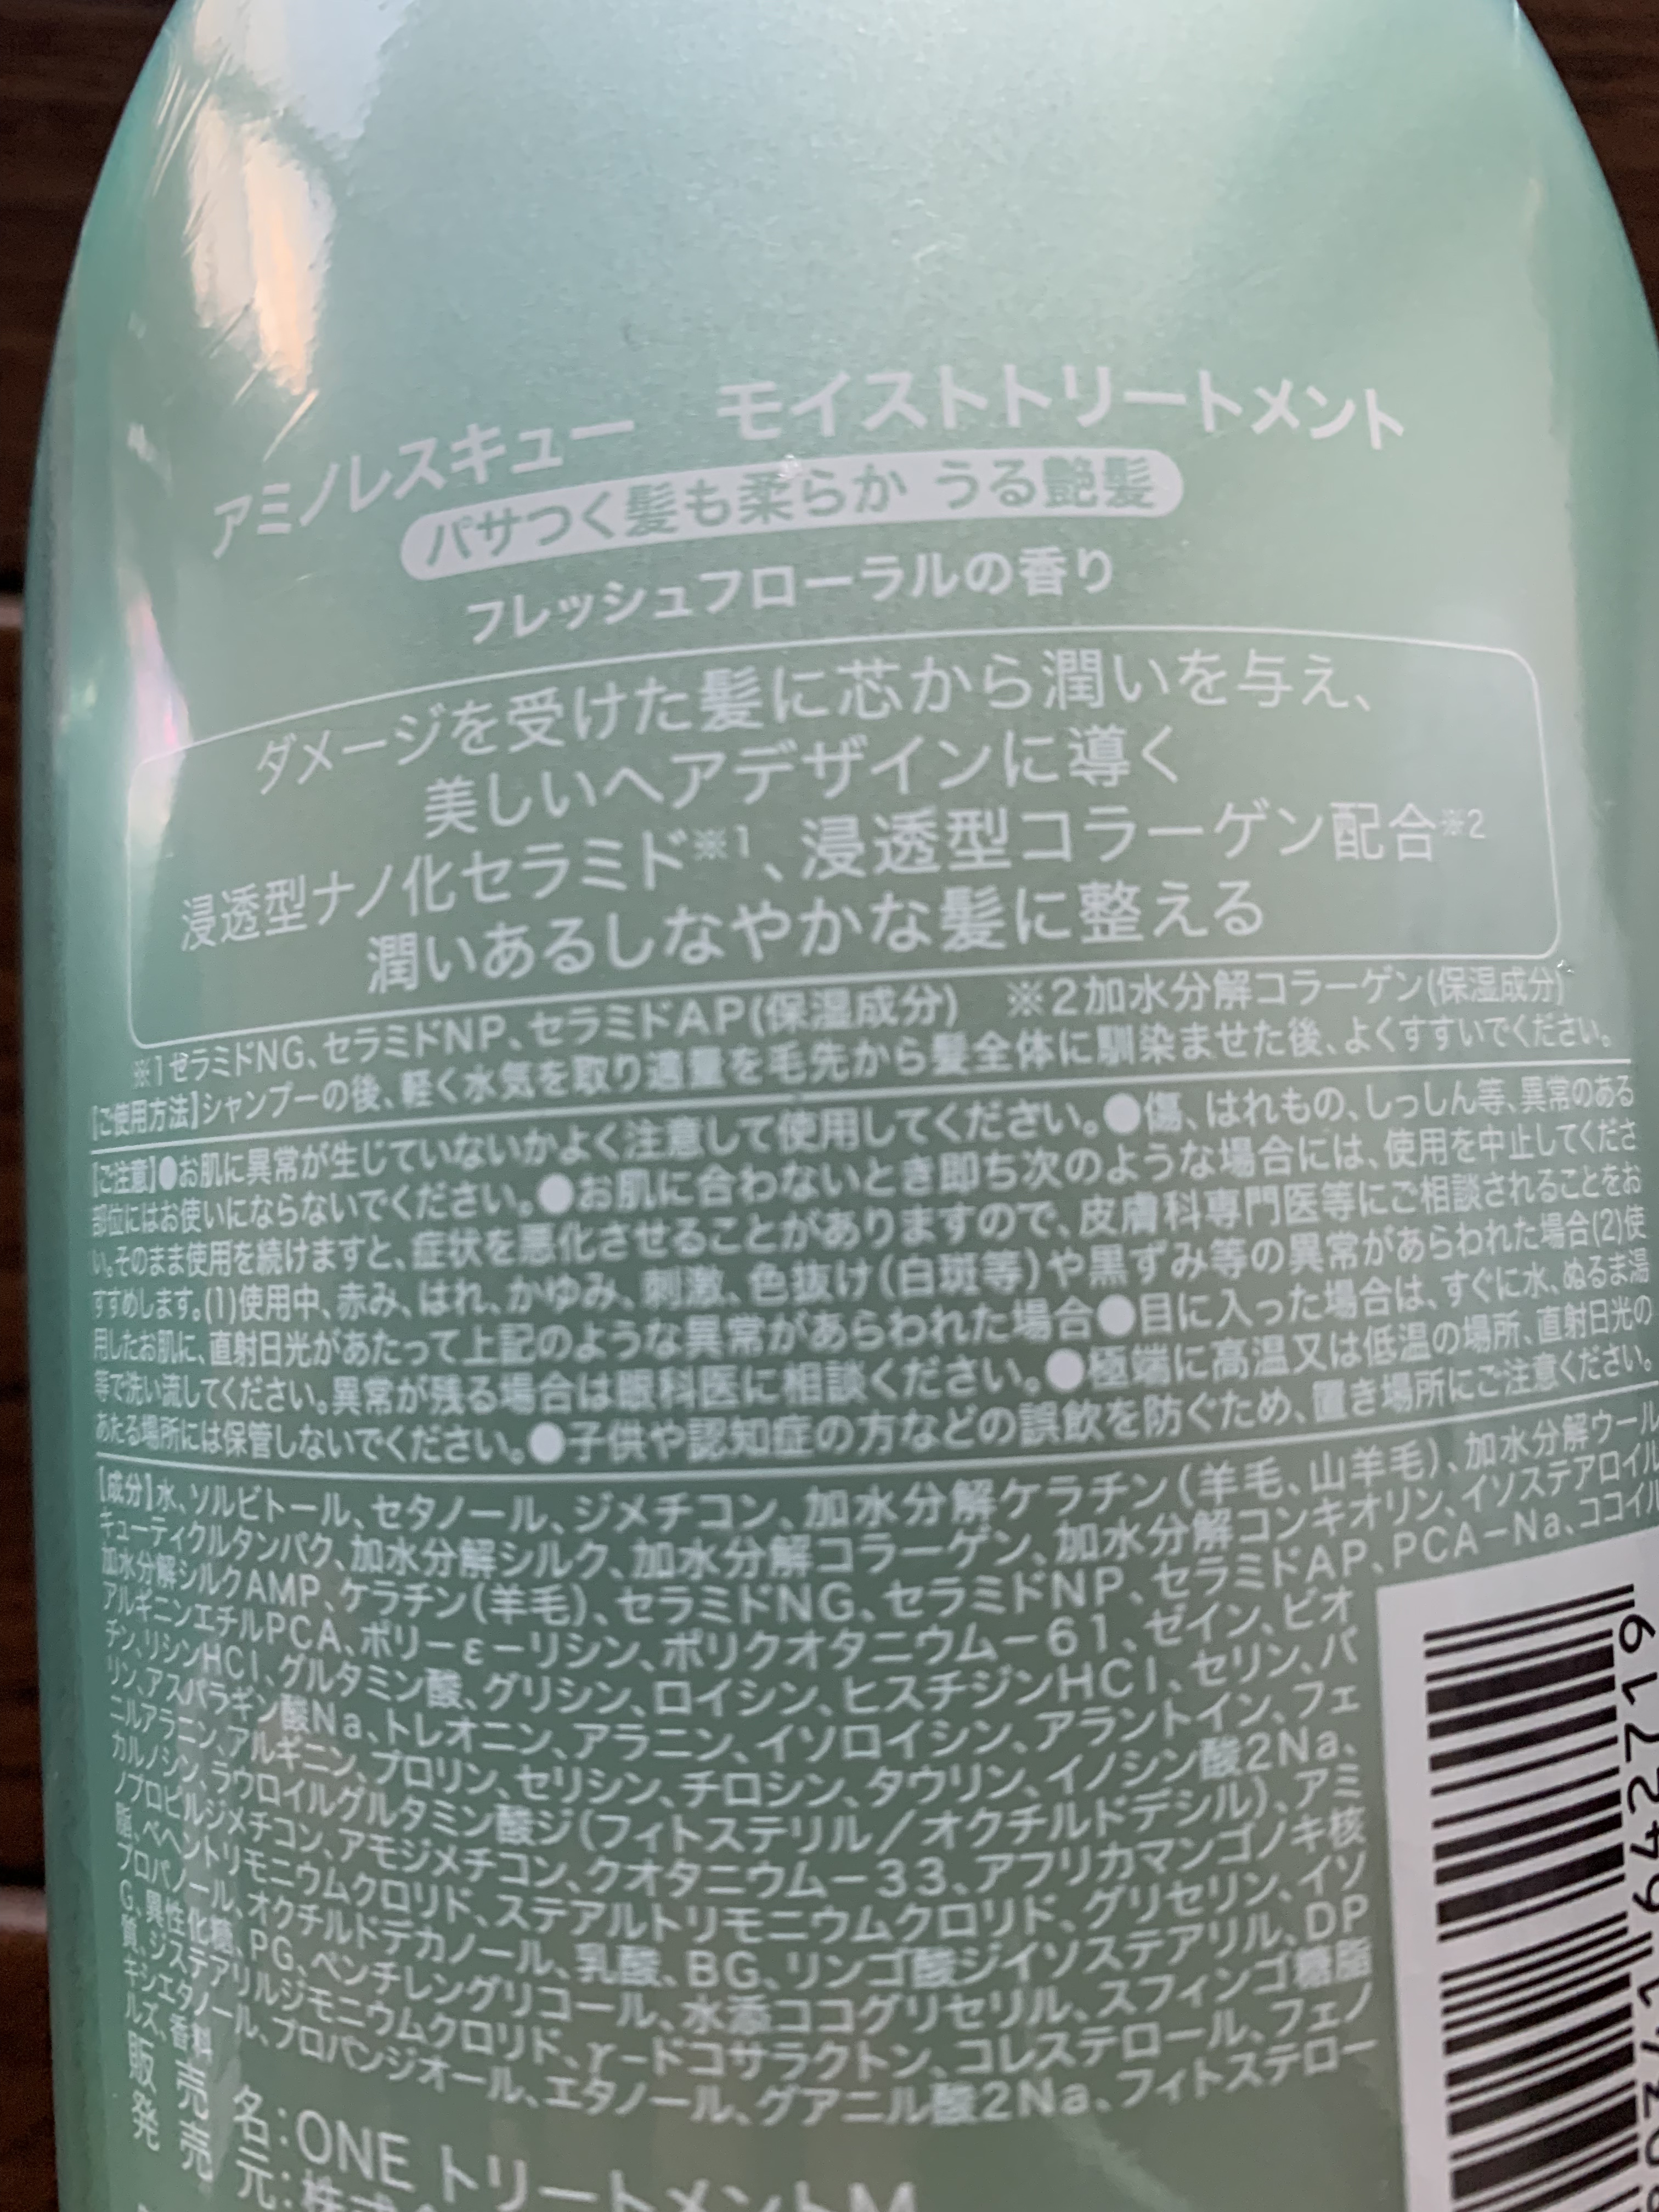 アミノレスキュー　モイストトリートメント
パサつく髪も柔らか うる艶髪
フレッシュフローラルの香り
ダメージを受けた髪に芯から潤いを与え、
美しいヘアデザインに導く
浸透型ナノ化セラミド※1、浸透型コラーゲン配合※2
潤いあるしなやかな髪に整える
※1セラミドNG、セラミドNP、セラミドAP(保湿成分)　※2加水分解コラーゲン(保湿成分)
【ご使用方法】シャンプーの後、軽く水気を取り適量を毛先から髪全体に馴染ませた後、よくすすいでください。
【ご注意】●お肌に異常が生じていないかよく注意して使用してください。●傷、はれもの、しっしん等、異常のある
部位にはお使いにならないでください。●お肌に合わないとき即ち次のような場合には、使用を中止してくださ
い。そのまま使用を続けますと、症状を悪化させることがありますので、皮膚科専門医等にご相談されることをお
すすめします。(1)使用中、赤み、はれ、かゆみ、刺激、色抜け(白斑等)や黒ずみ等の異常があらわれた場合(2)使
用したお肌に、直射日光があたって上記のような異常があらわれた場合●目に入った場合は、すぐに水、ぬるま湯
等で洗い流してください。異常が残る場合は眼科医に相談ください。●極端に高温又は低温の場所、直射日光の
あたる場所には保管しないでください。●子供や認知症の方などの誤飲を防ぐため、置き場所にご注意ください。
【成分】水、ソルビトール、セタノール、ジメチコン、加水分解ケラチン(羊毛、山羊毛)、加水分解ウール
キューティクルタンパク、加水分解シルク、加水分解コラーゲン、加水分解コンキオリン、イソステアロイル
加水分解シルクAMP、ケラチン(羊毛)、セラミドNG、セラミドNP、セラミドAP、PCA－Na、ココイル
アルギニンエチルPCA、ポリ－ε－リシン、ポリクオタニウム－61、ゼイン、ビオ
チン、リシンHCl、グルタミン酸、グリシン、ロイシン、ヒスチジンHCl、セリン、バ
リン、アスパラギン酸Na、トレオニン、アラニン、イソロイシン、アラントイン、フェ
ニルアラニン、アルギニン、プロリン、セリシン、チロシン、タウリン、イノシン酸2Na、
カルノシン、ラウロイルグルタミン酸ジ(フィトステリル／オクチルドデシル)、アミ
ノプロピルジメチコン、アモジメチコン、クオタニウム－33、アフリカマンゴノキ核
脂、ベヘントリモニウムクロリド、ステアルトリモニウムクロリド、グリセリン、イソ
プロパノール、オクチルドデカノール、乳酸、BG、リンゴ酸ジイソステアリル、DP
G、異性化糖、PG、ペンチレングリコール、水添ココグリセリル、スフィンゴ糖脂
質、ジステアリルジモニウムクロリド、γ－ドコサラクトン、コレステロール、フェノ
キシエタノール、プロパンジオール、エタノール、グアニル酸2Na、フィトステロー
ルズ、香料
販 売 名：ONE トリートメントM
発 売 元：株式